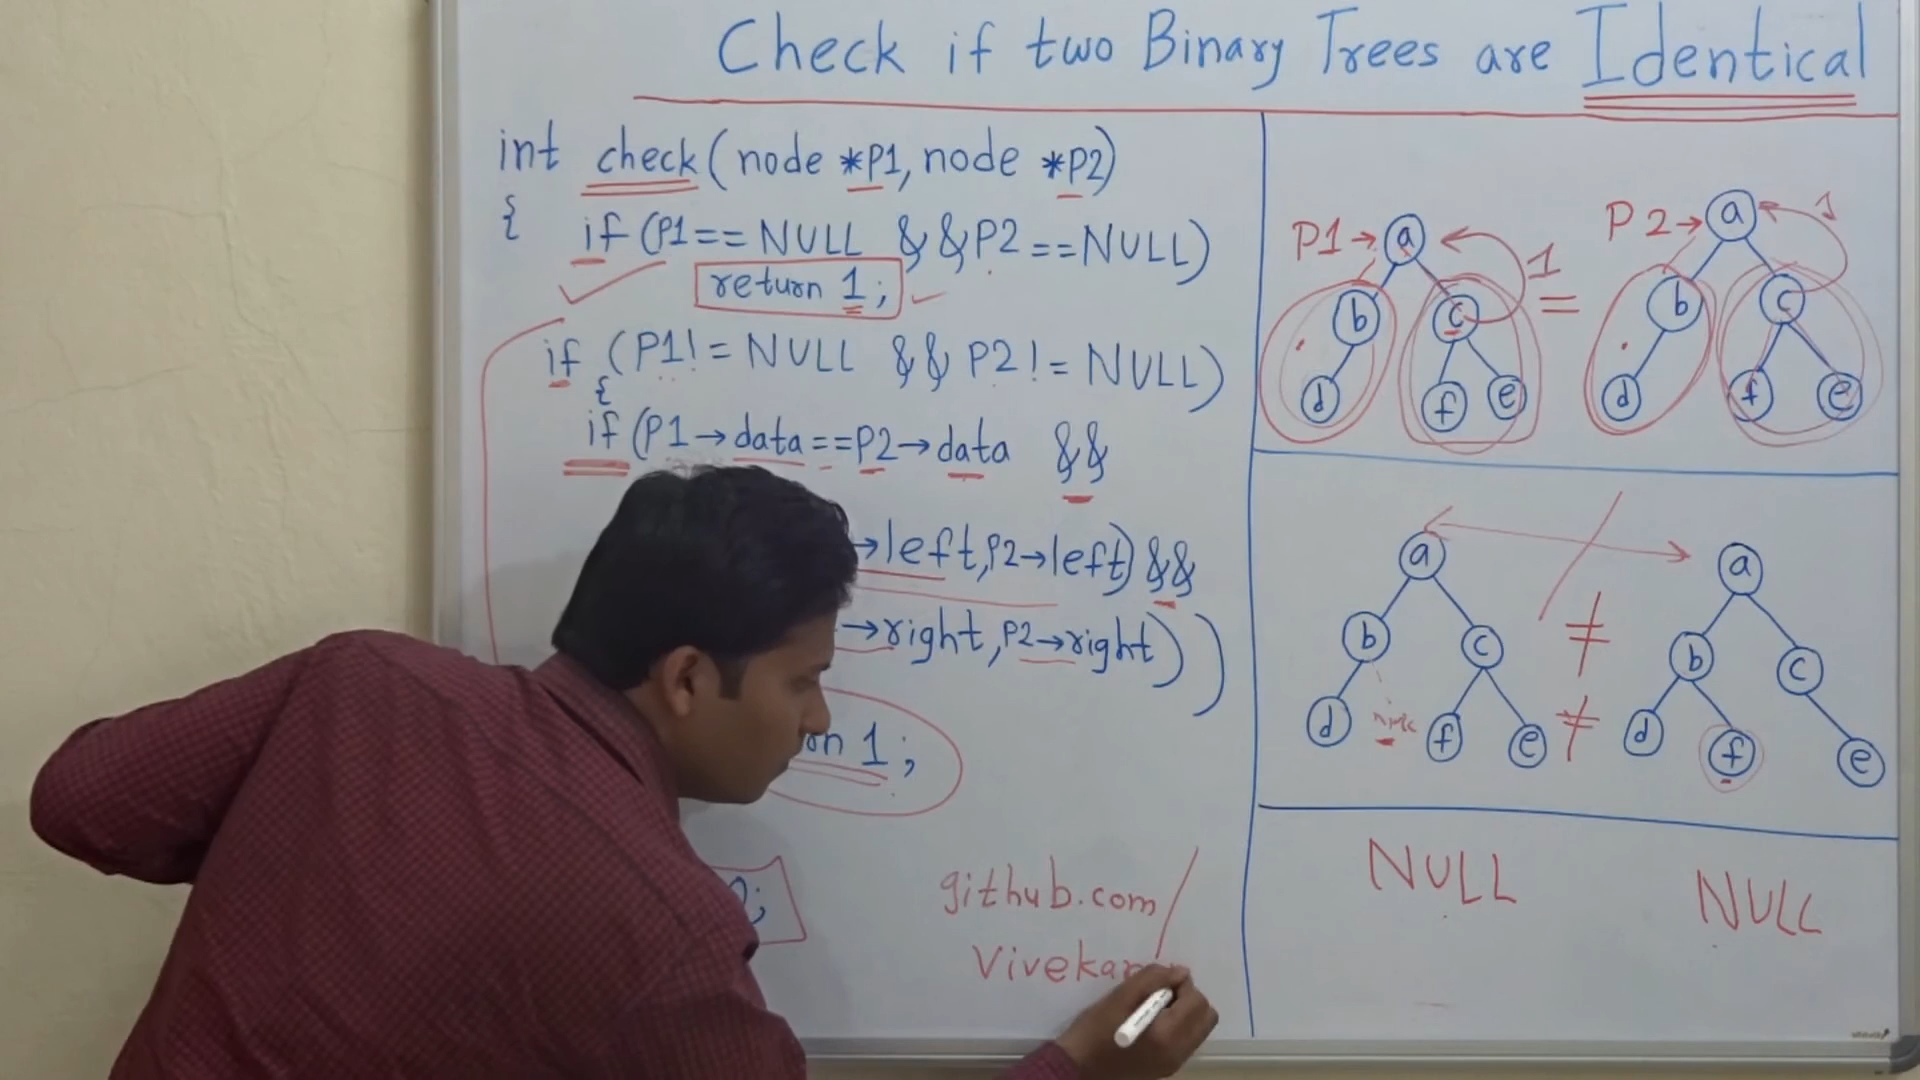 Check if two Binary Trees are Identical
int check(node *P1, node *P2)
{ if (P1 == NULL && P2 == NULL)
return 1;
if (P1 != NULL && P2 != NULL)
{
if (P1→data == P2→data &&
→left, P2→left) &&
→right, P2→right))
1;
0;
github.com/
P1→ a
b c
d f e
1
=
P2→ a
b c
d f e
1
a
b c
d f e
≠
≠
a
b c
d f e
NULL NULL